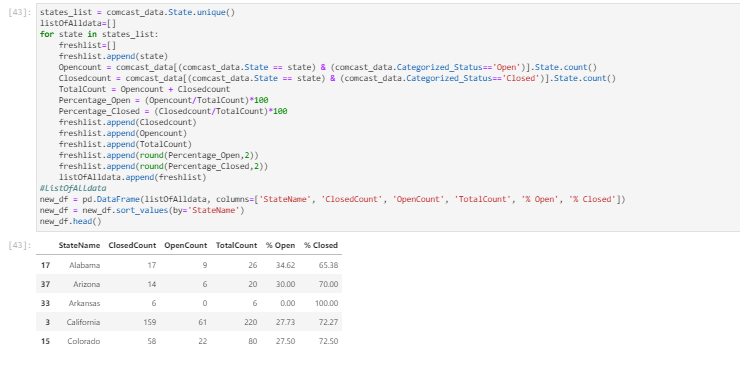 [43]: states_list = comcast_data.State.unique()
listOfAlldata=[]
for state in states_list:
    freshlist=[]
    freshlist.append(state)
    Opencount = comcast_data[(comcast_data.State == state) & (comcast_data.Categorized_Status=='Open')].State.count()
    Closedcount = comcast_data[(comcast_data.State == state) & (comcast_data.Categorized_Status=='Closed')].State.count()
    TotalCount = Opencount + Closedcount
    Percentage_Open = (Opencount/TotalCount)*100
    Percentage_Closed = (Closedcount/TotalCount)*100
    freshlist.append(Closedcount)
    freshlist.append(Opencount)
    freshlist.append(TotalCount)
    freshlist.append(round(Percentage_Open,2))
    freshlist.append(round(Percentage_Closed,2))
    listOfAlldata.append(freshlist)
#ListOfALLdata
new_df = pd.DataFrame(listOfAlldata, columns=['StateName', 'ClosedCount', 'OpenCount', 'TotalCount', '% Open', '% Closed'])
new_df = new_df.sort_values(by='StateName')
new_df.head()
[43]: StateName ClosedCount OpenCount TotalCount % Open % Closed
17 Alabama 17 9 26 34.62 65.38
37 Arizona 14 6 20 30.00 70.00
33 Arkansas 6 0 6 0.00 100.00
3 California 159 61 220 27.73 72.27
15 Colorado 58 22 80 27.50 72.50